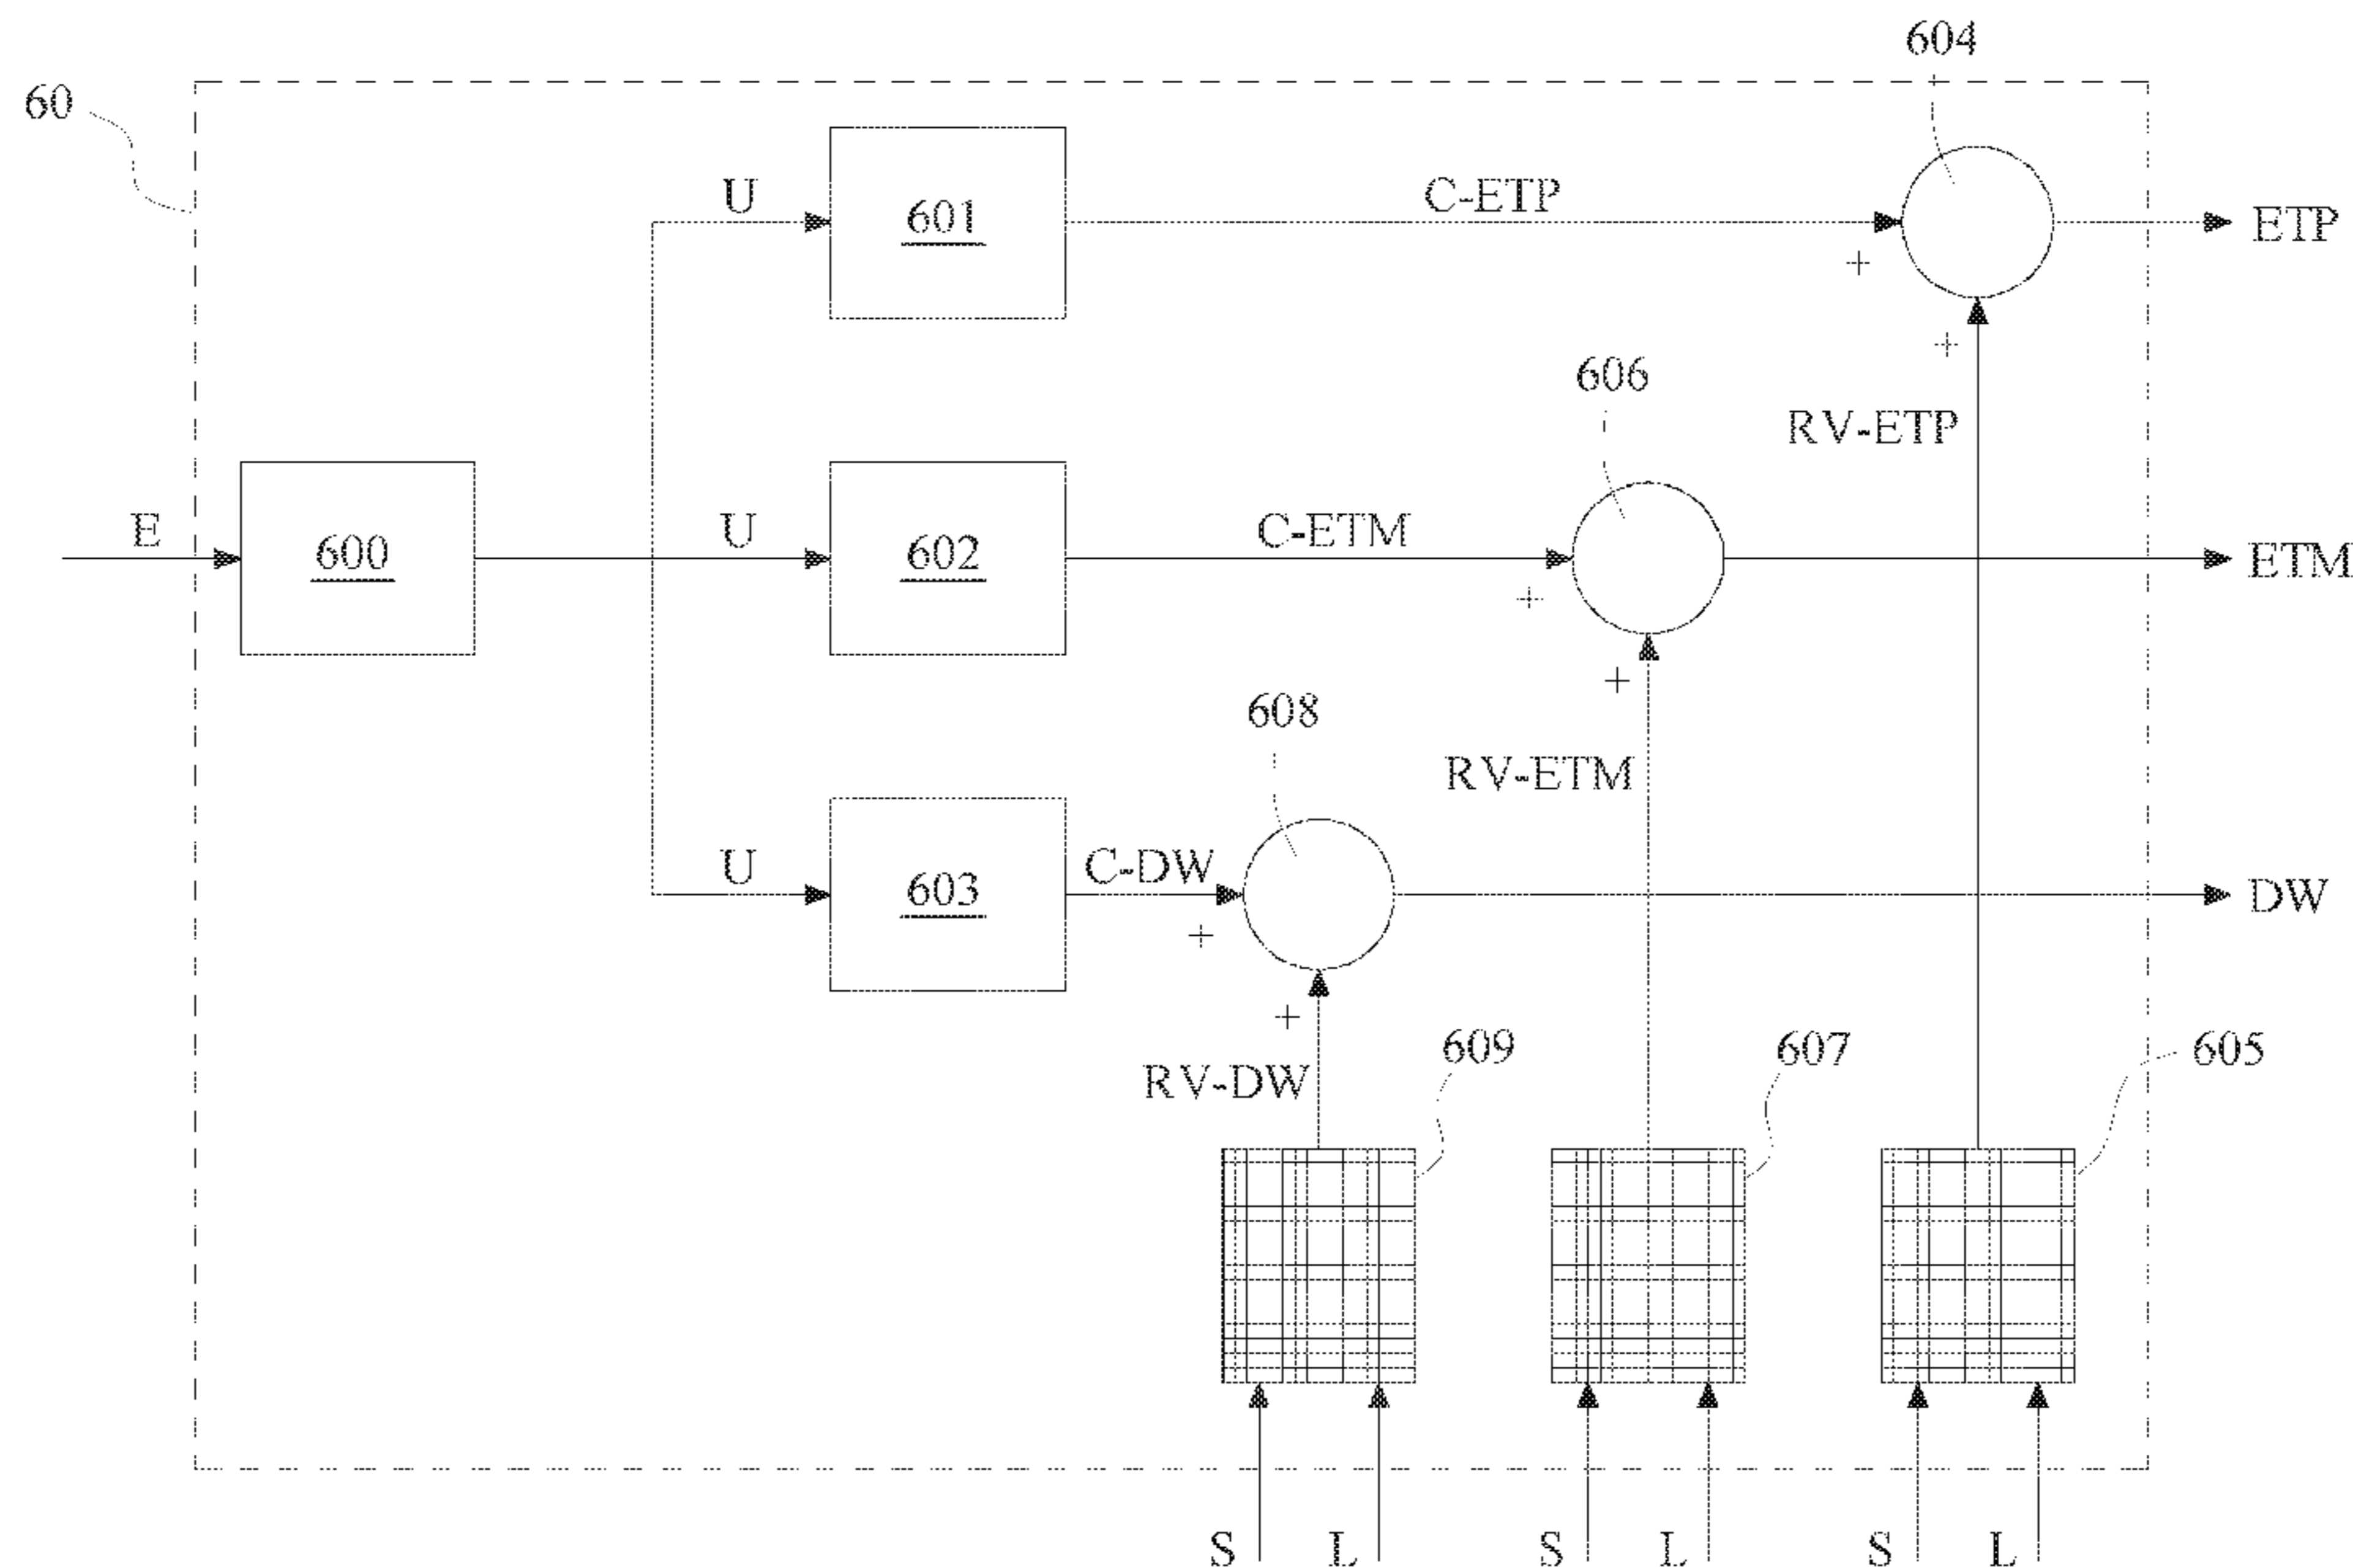 604
60
U
601
C-ETP
ETP
+
+
606
RV-ETP
E
600
U
602
C-ETM
ETM
+
+
608
RV-ETM
U
603
C-DW
DW
+
+
609
607
605
RV-DW
S
L
S
L
S
L